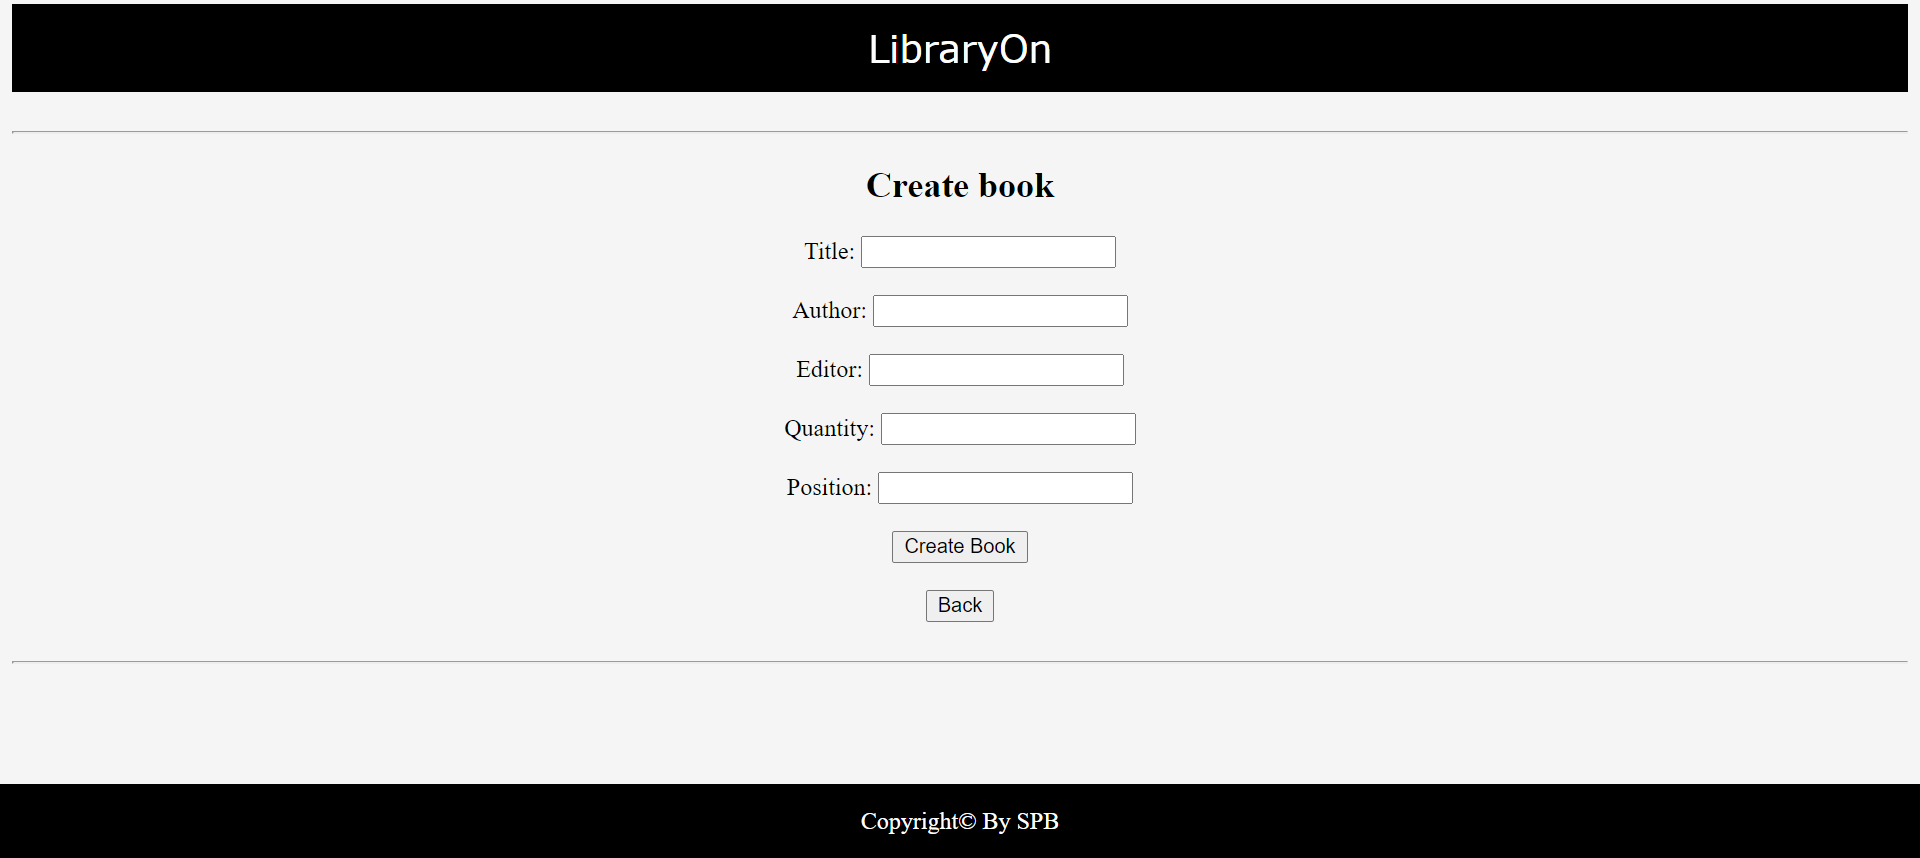 LibraryOn
Create book
Title:
Author:
Editor:
Quantity:
Position:
Create Book
Back
Copyright© By SPB